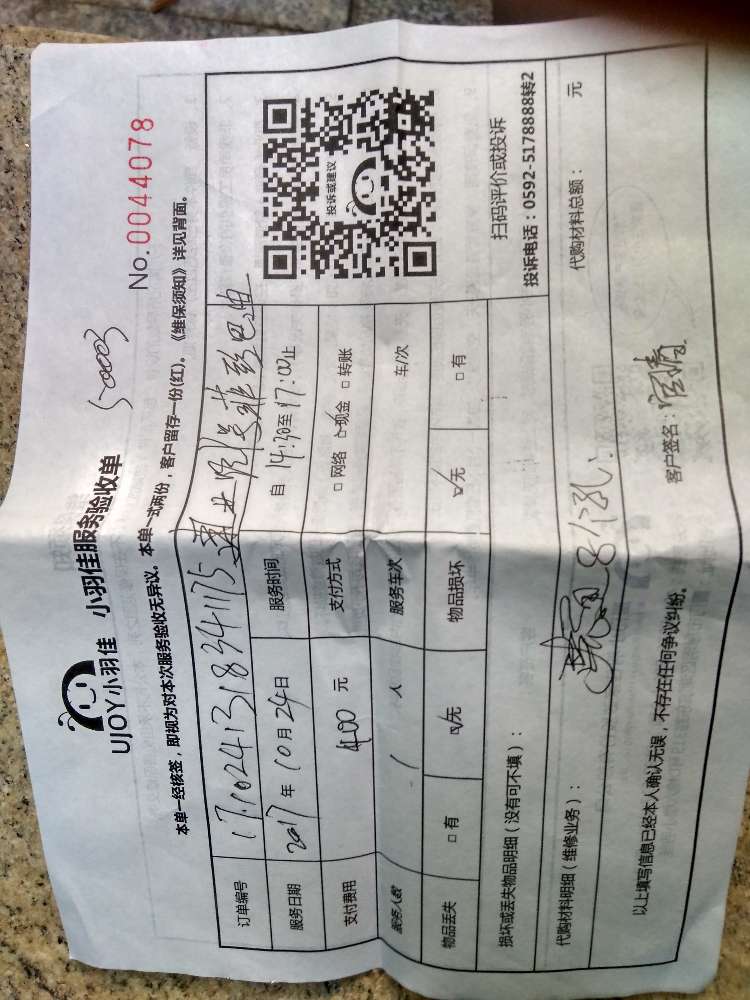 UJOY小羽佳 小羽佳服务验收单 50003
No.0044078
本单一经核签，即视为对本次服务验收无异议。本单一式两份，客户留存一份(红)。《维保须知》详见背面。
订单编号 17102413183411175
服务日期 2017年10月24日 服务时间 自14:30至17:00止
支付费用 400元 支付方式 □网络 ☑现金 □转账
投诉或建议
服务人数 1人 服务车次 车/次
物品丢失 □有 ☑无 物品损坏 ☑无 □有
扫码评价或投诉
损坏或丢失物品明细（没有可不填）：
投诉电话：0592-5178888转2
代购材料明细（维修业务）： 代购材料总额： 元
8个孔
以上填写信息已经本人确认无误，不存在任何争议纠纷。 客户签名：